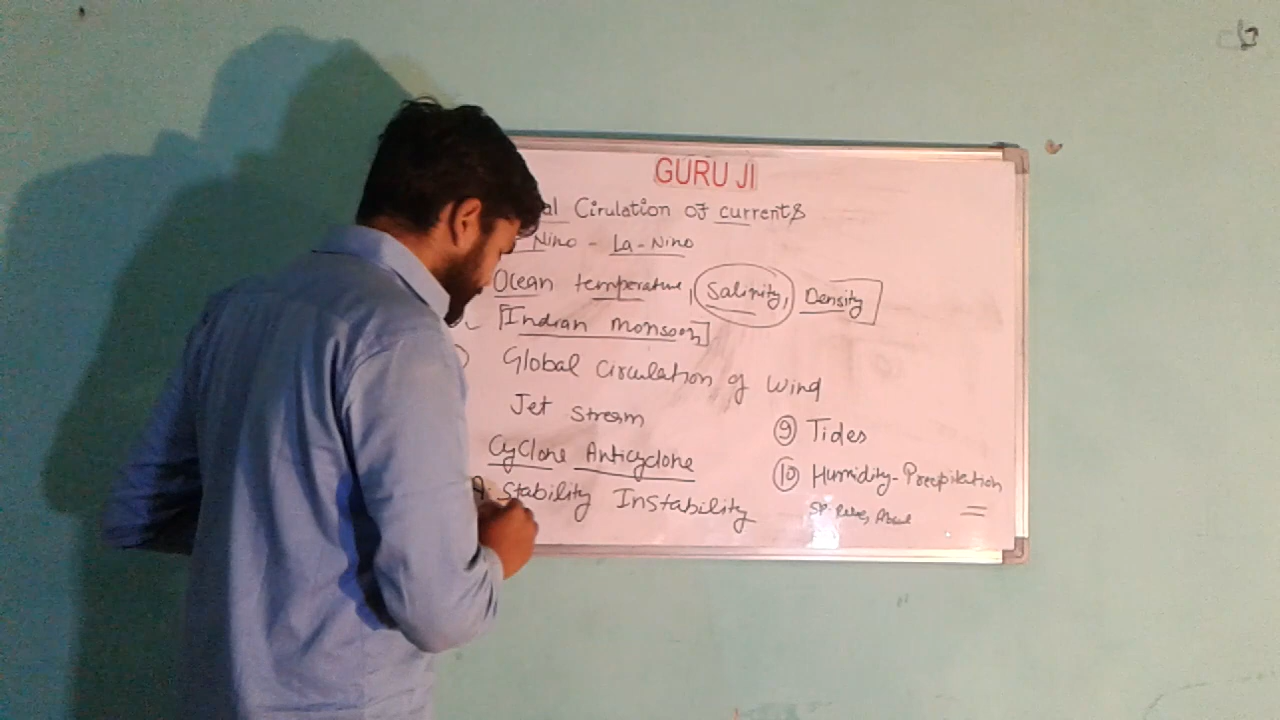 GURU JI
al Cirulation of currents
Nino - La-Nino
Ocean temperature, Salinity, Density
[Indian monsoon]
Global Circulation of Wind
Jet Stream
Cyclone Anticyclone
A. Stability Instability
⑨ Tides
⑩ Humidity-Precipitation